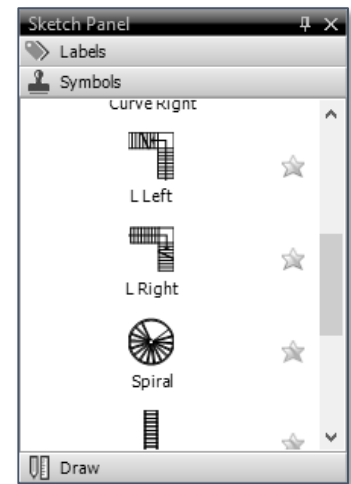 Sketch Panel
Labels
Symbols
Curve Right
L Left
L Right
Spiral
Draw